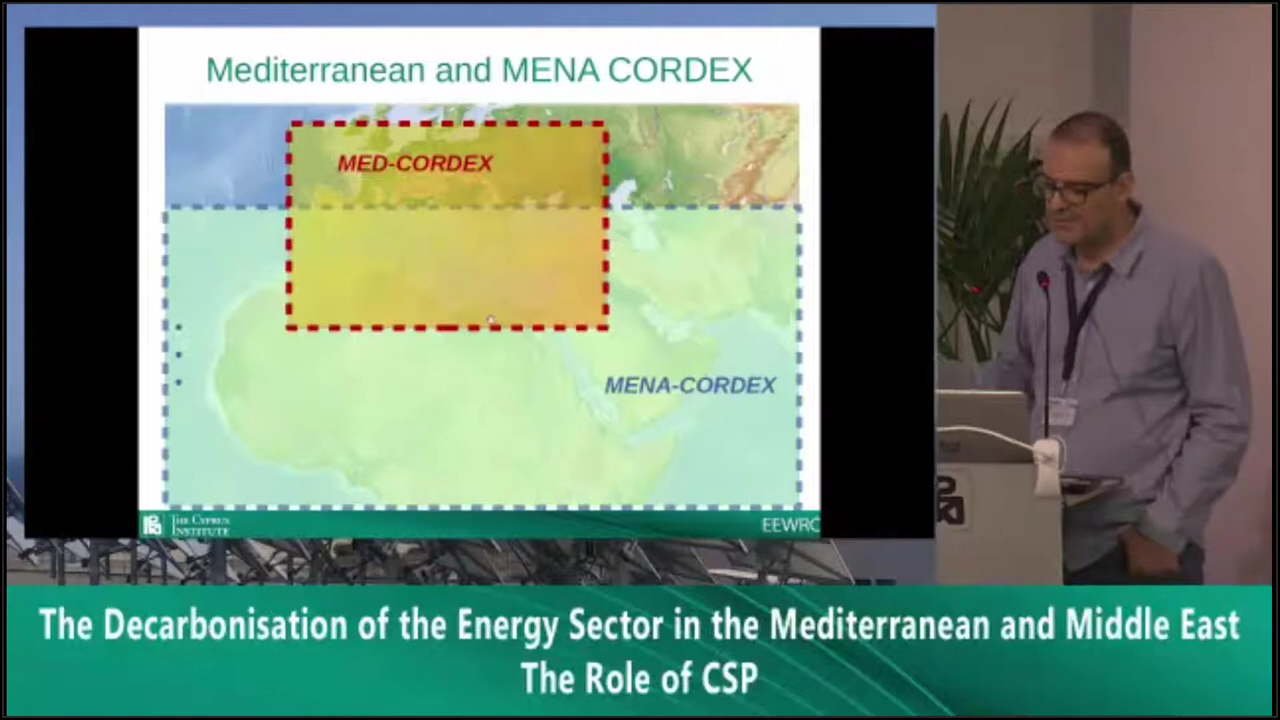 Mediterranean and MENA CORDEX
MED-CORDEX
MENA-CORDEX
THE CYPRUS
INSTITUTE
EEWRC
The Decarbonisation of the Energy Sector in the Mediterranean and Middle East
The Role of CSP